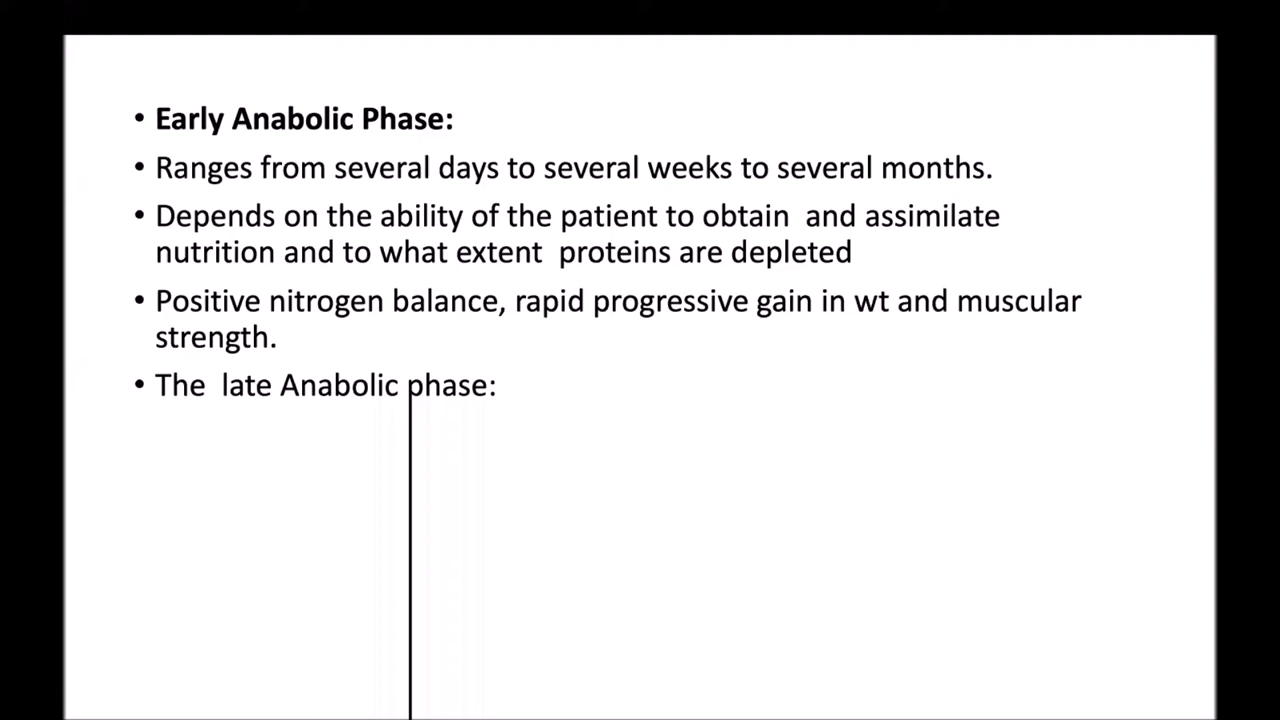 • Early Anabolic Phase:
• Ranges from several days to several weeks to several months.
• Depends on the ability of the patient to obtain  and assimilate
nutrition and to what extent  proteins are depleted
• Positive nitrogen balance, rapid progressive gain in wt and muscular
strength.
• The  late Anabolic phase: